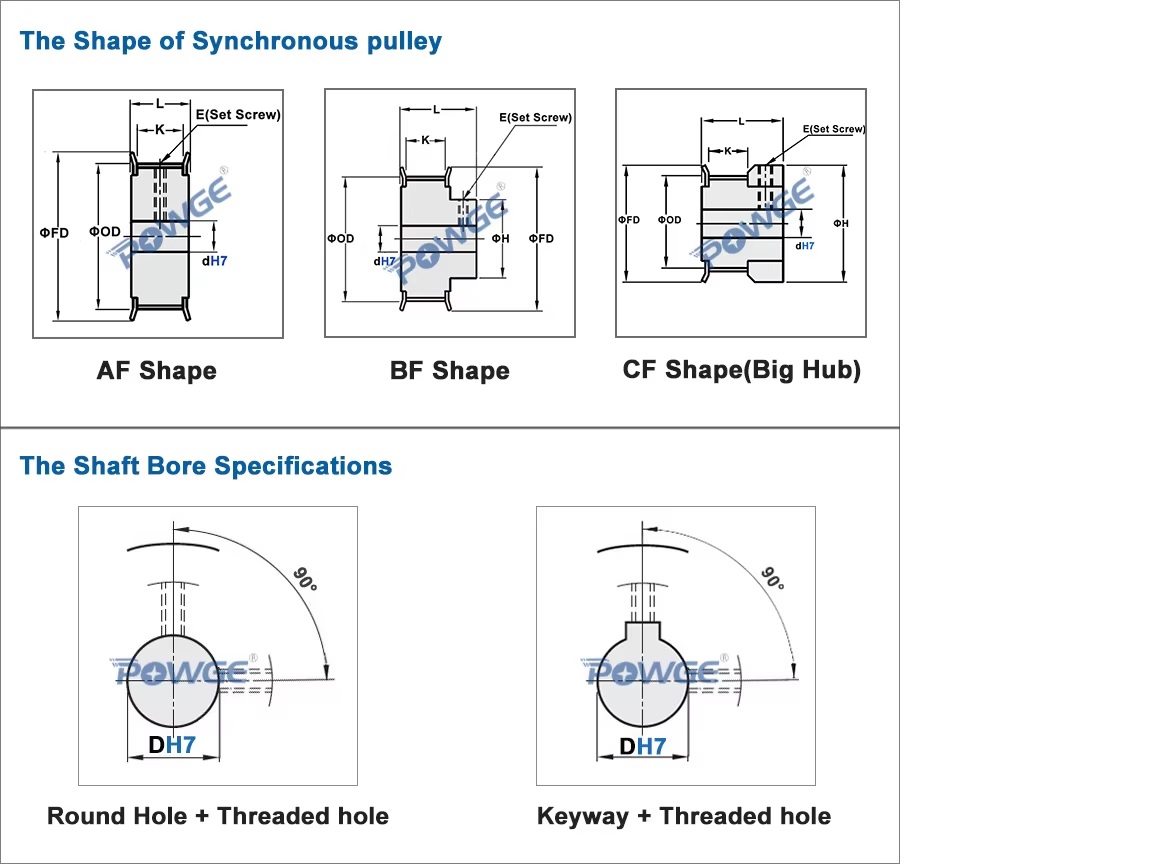 The Shape of Synchronous pulley
L
E(Set Screw)
K
ΦFD
ΦOD
dH7
POWGE®
AF Shape
L
E(Set Screw)
K
ΦOD
dH7
ΦH
ΦFD
POWGE®
BF Shape
L
E(Set Screw)
K
ΦFD
ΦOD
dH7
ΦH
POWGE®
CF Shape(Big Hub)
The Shaft Bore Specifications
90°
POWGE®
DH7
Round Hole + Threaded hole
90°
POWGE®
DH7
Keyway + Threaded hole